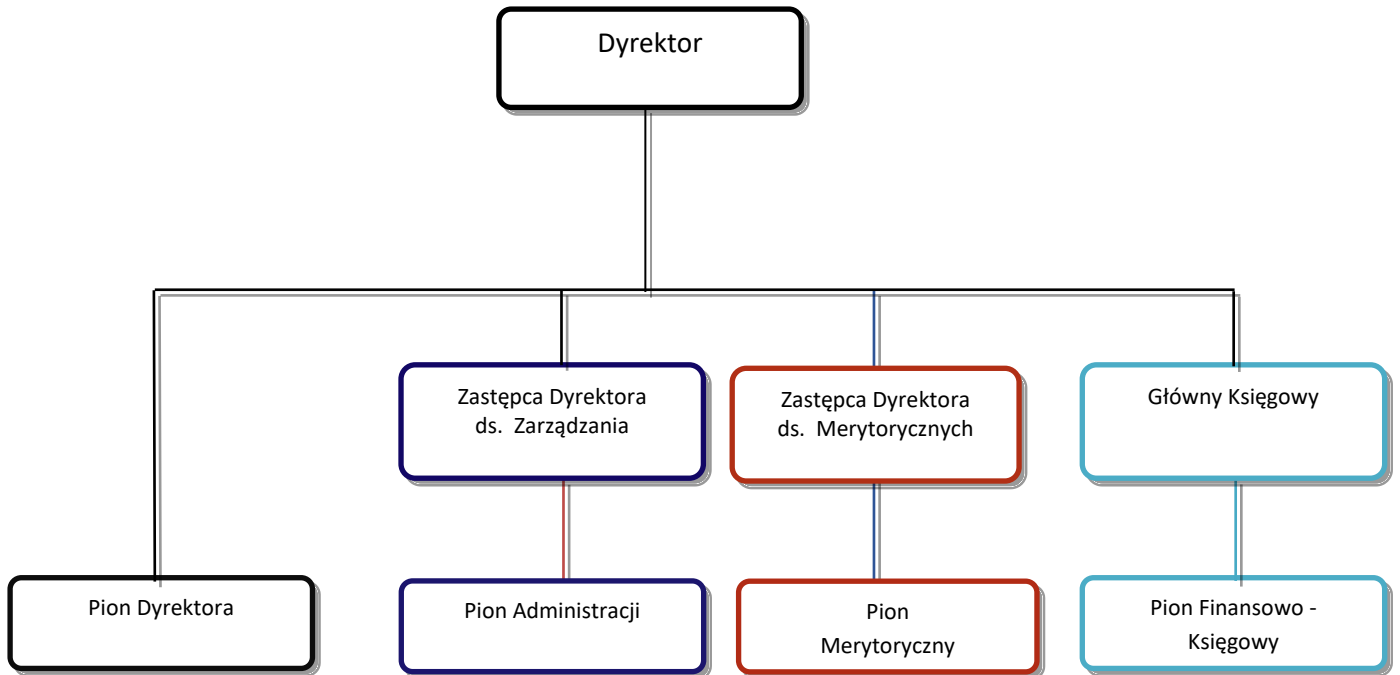 Dyrektor
Zastępca Dyrektora
ds. Zarządzania
Zastępca Dyrektora
ds. Merytorycznych
Główny Księgowy
Pion Dyrektora
Pion Administracji
Pion
Merytoryczny
Pion Finansowo -
Księgowy